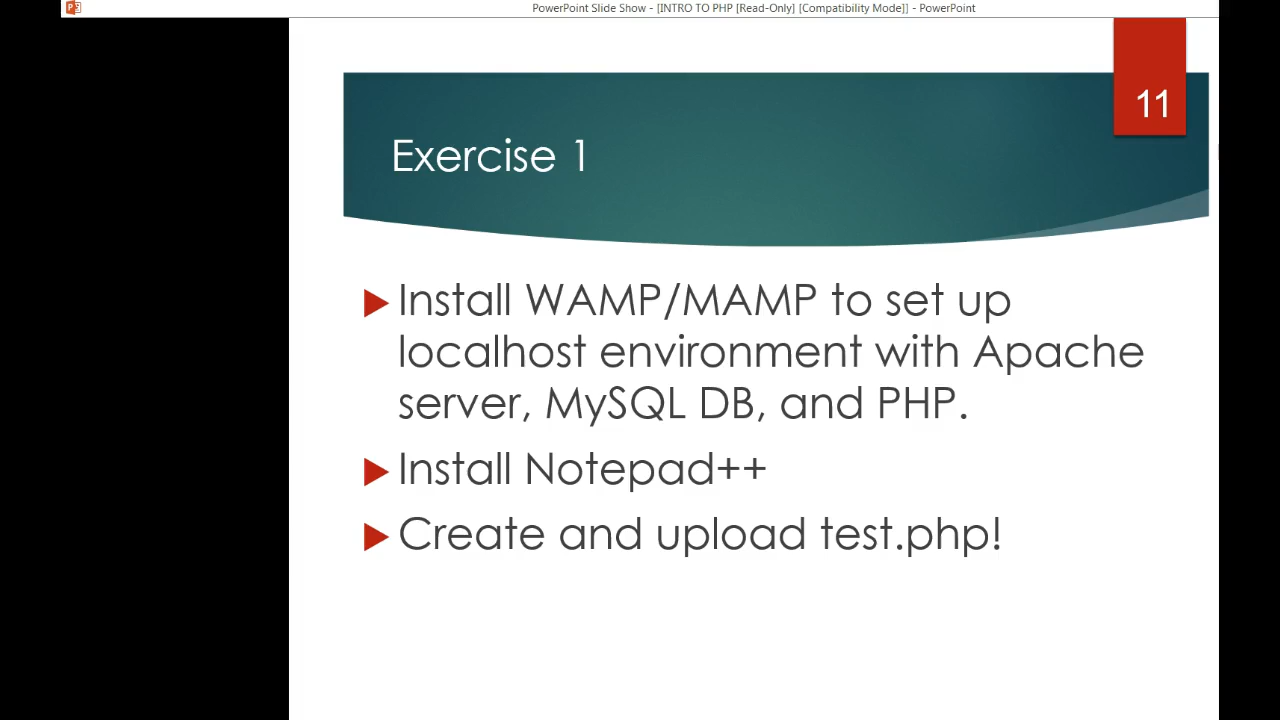 PowerPoint Slide Show - [INTRO TO PHP [Read-Only] [Compatibility Mode]] - PowerPoint
11
Exercise 1
Install WAMP/MAMP to set up
localhost environment with Apache
server, MySQL DB, and PHP.
Install Notepad++
Create and upload test.php!